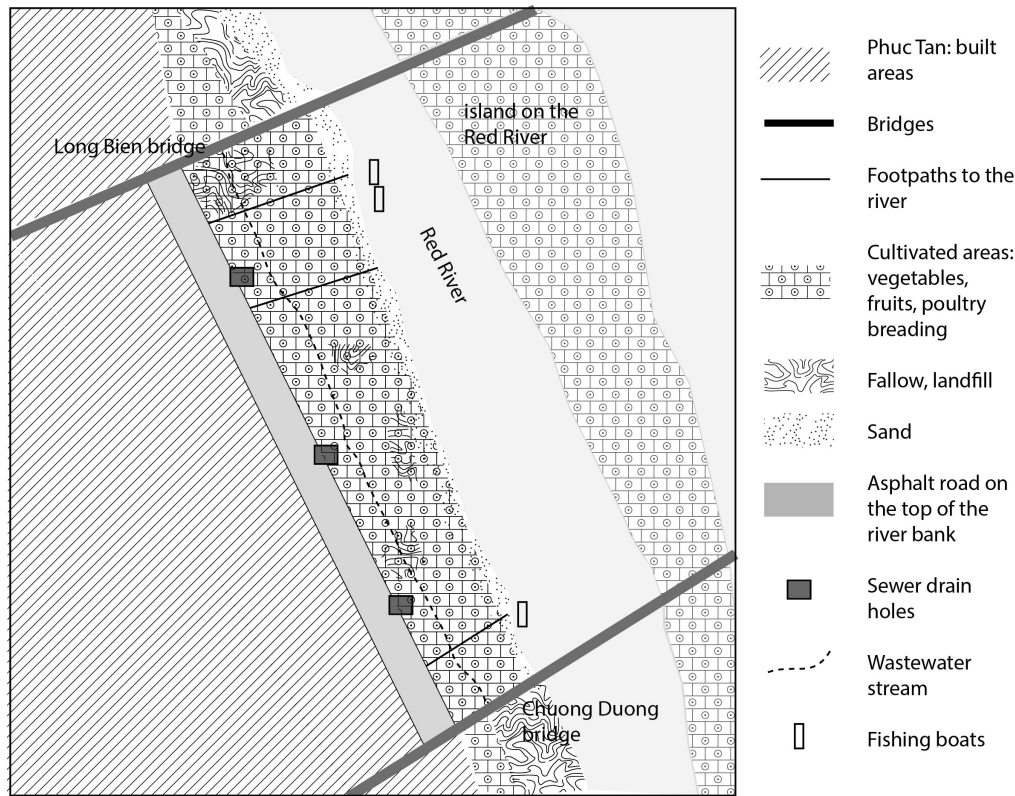 island on the
Red River
Long Bien bridge
Red River
Chuong Duong
bridge
Phuc Tan: built
areas
Bridges
Footpaths to the
river
Cultivated areas:
vegetables,
fruits, poultry
breading
Fallow, landfill
Sand
Asphalt road on
the top of the
river bank
Sewer drain
holes
Wastewater
stream
Fishing boats